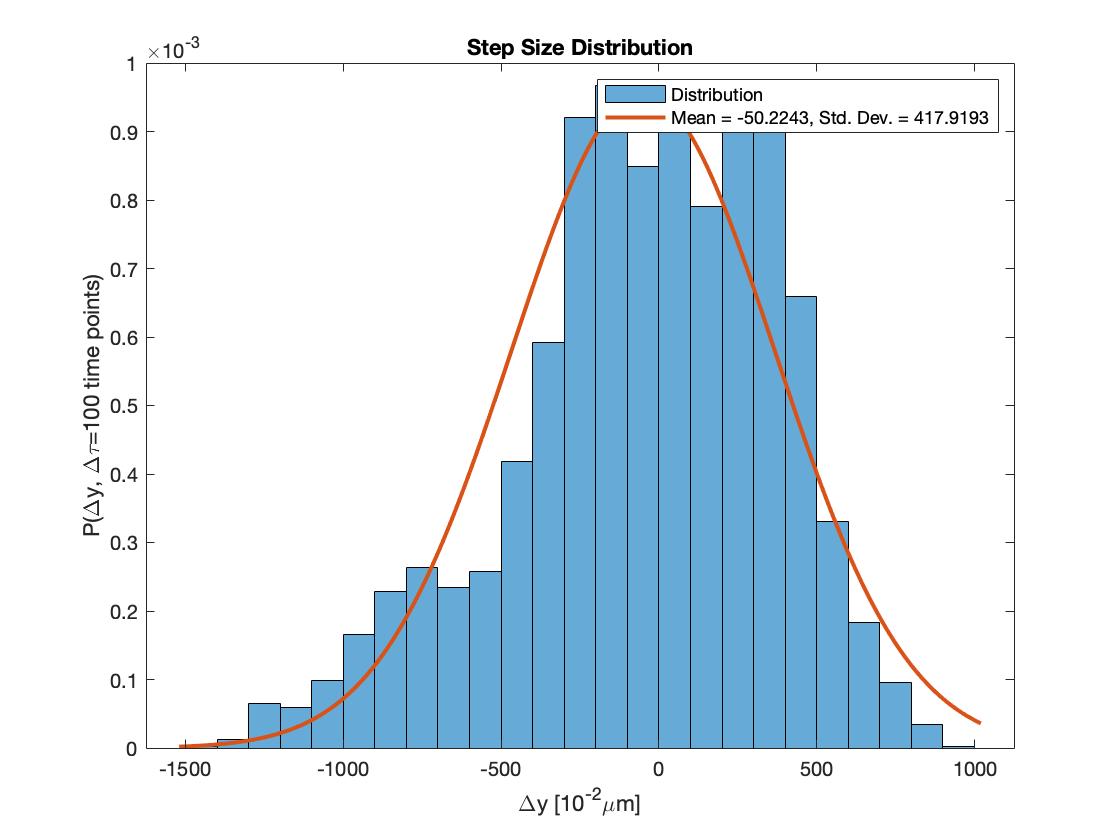 ×10⁻³
Step Size Distribution
Distribution
Mean = -50.2243, Std. Dev. = 417.9193
1
0.9
0.8
0.7
0.6
0.5
0.4
0.3
0.2
0.1
0
P(Δy, Δτ=100 time points)
-1500 -1000 -500 0 500 1000
Δy [10⁻²μm]